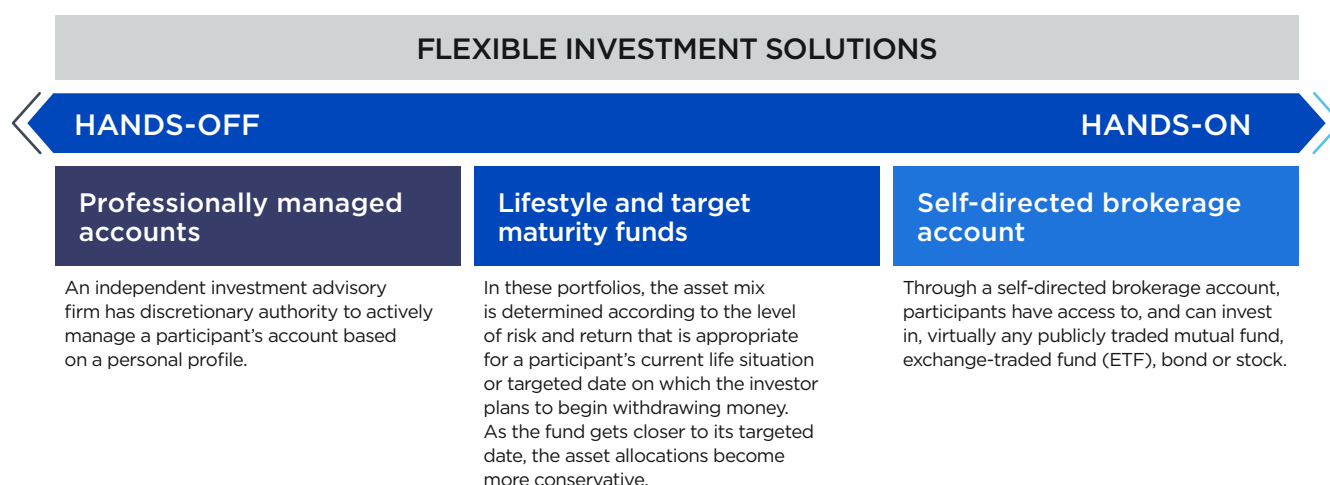 FLEXIBLE INVESTMENT SOLUTIONS
HANDS-OFF
HANDS-ON
Professionally managed
accounts
An independent investment advisory
firm has discretionary authority to actively
manage a participant’s account based
on a personal profile.
Lifestyle and target
maturity funds
In these portfolios, the asset mix
is determined according to the level
of risk and return that is appropriate
for a participant’s current life situation
or targeted date on which the investor
plans to begin withdrawing money.
As the fund gets closer to its targeted
date, the asset allocations become
more conservative.
Self-directed brokerage
account
Through a self-directed brokerage account,
participants have access to, and can invest
in, virtually any publicly traded mutual fund,
exchange-traded fund (ETF), bond or stock.